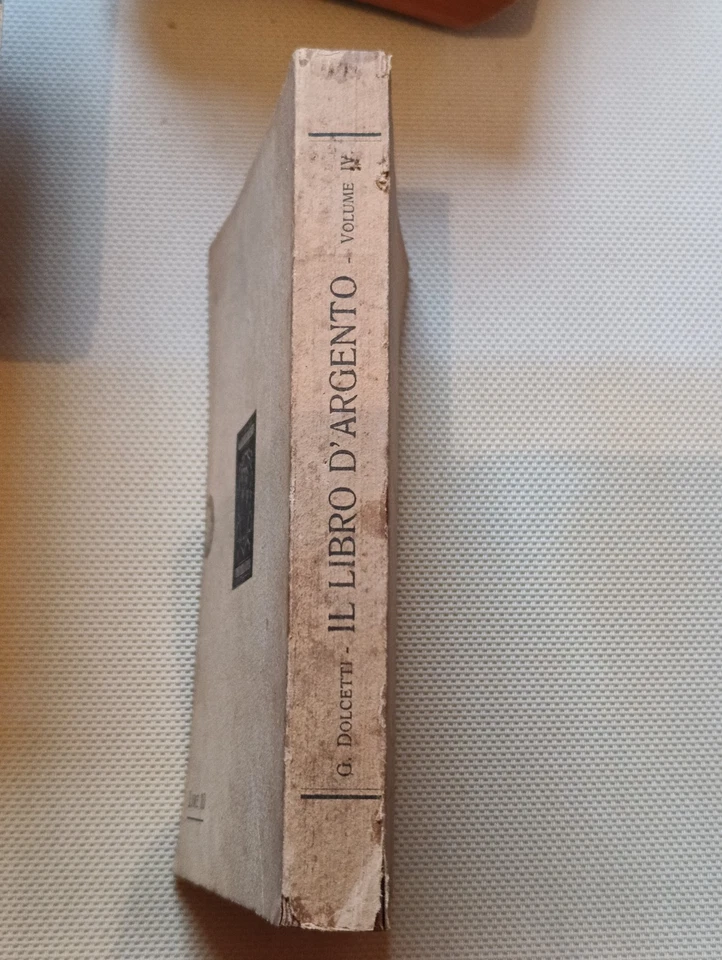 G. DOLCETTI - IL LIBRO D'ARGENTO - VOLUME IV.